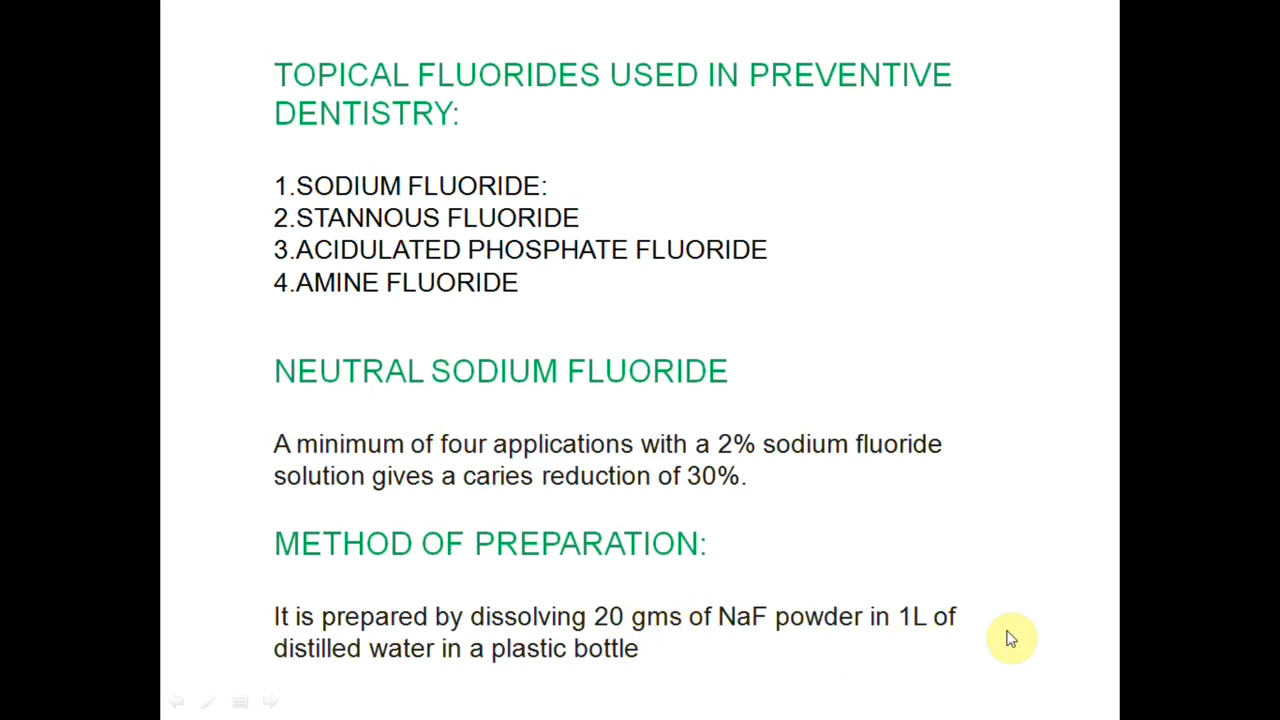 TOPICAL FLUORIDES USED IN PREVENTIVE
DENTISTRY:
1.SODIUM FLUORIDE:
2.STANNOUS FLUORIDE
3.ACIDULATED PHOSPHATE FLUORIDE
4.AMINE FLUORIDE
NEUTRAL SODIUM FLUORIDE
A minimum of four applications with a 2% sodium fluoride
solution gives a caries reduction of 30%.
METHOD OF PREPARATION:
It is prepared by dissolving 20 gms of NaF powder in 1L of
distilled water in a plastic bottle